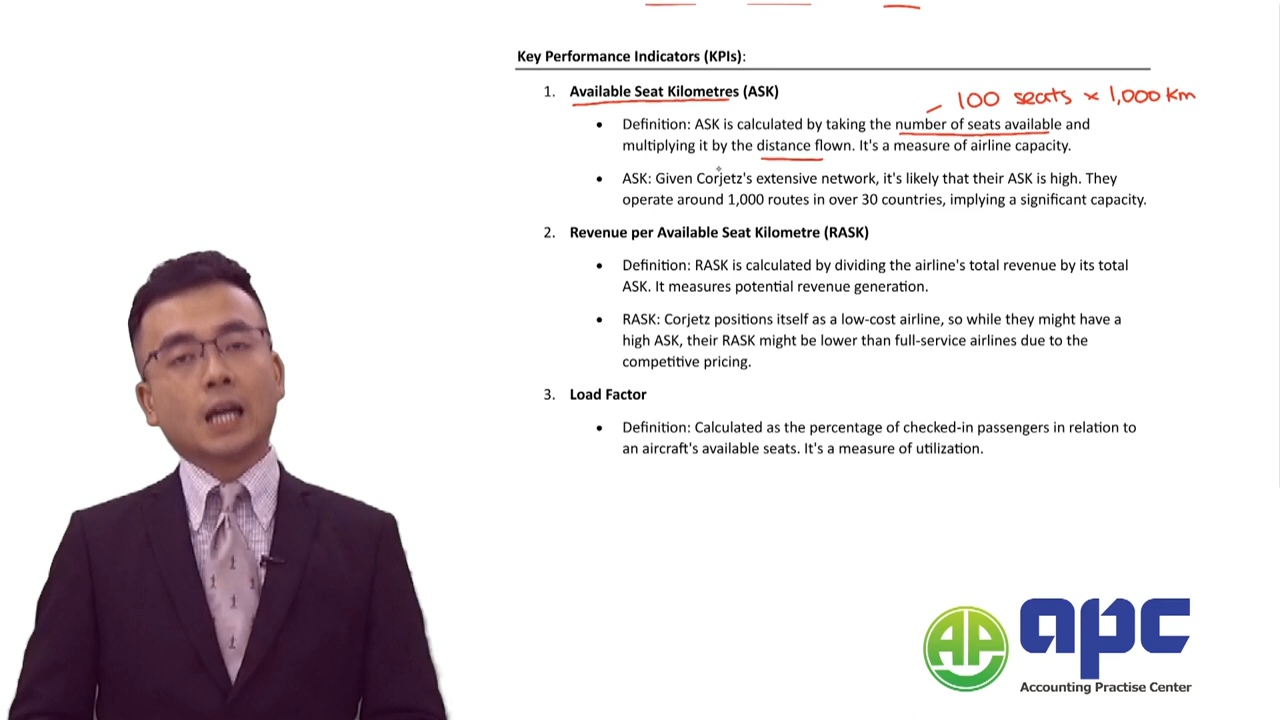 Key Performance Indicators (KPIs):
1. Available Seat Kilometres (ASK)
100 seats × 1,000 km
• Definition: ASK is calculated by taking the number of seats available and
multiplying it by the distance flown. It's a measure of airline capacity.
• ASK: Given Corjetz's extensive network, it's likely that their ASK is high. They
operate around 1,000 routes in over 30 countries, implying a significant capacity.
2. Revenue per Available Seat Kilometre (RASK)
• Definition: RASK is calculated by dividing the airline's total revenue by its total
ASK. It measures potential revenue generation.
• RASK: Corjetz positions itself as a low-cost airline, so while they might have a
high ASK, their RASK might be lower than full-service airlines due to the
competitive pricing.
3. Load Factor
• Definition: Calculated as the percentage of checked-in passengers in relation to
an aircraft's available seats. It's a measure of utilization.
AP
apc
Accounting Practise Center